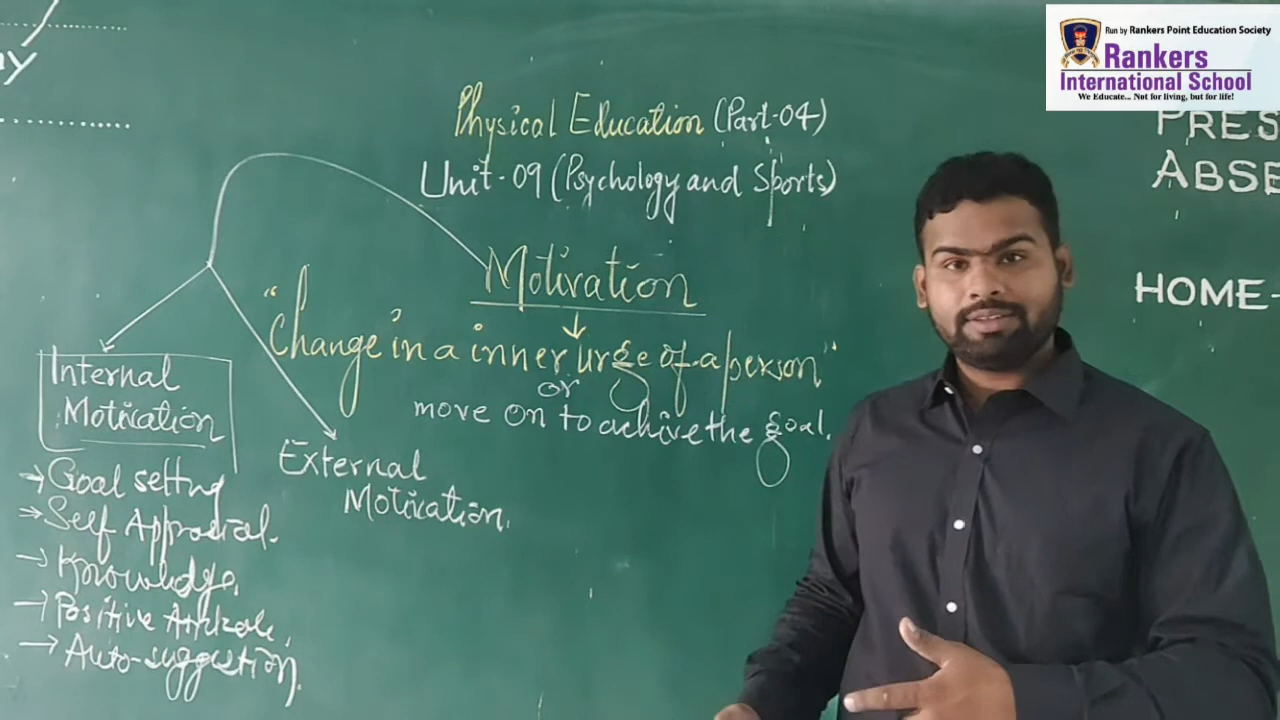 Run by Rankers Point Education Society
Rankers
International School
We Educate... Not for living, but for life!
Physical Education (Part-04)
Unit-09 (Psychology and Sports)
PRES
ABSE
HOME-
Motivation
"Change in a inner urge of a person"
or
move on to achive the goal.
Internal
Motivation
→ Goal setting
→ Self
→ Knowledge.
→ Positive
→ Auto-suggestion.
External
Motivation.